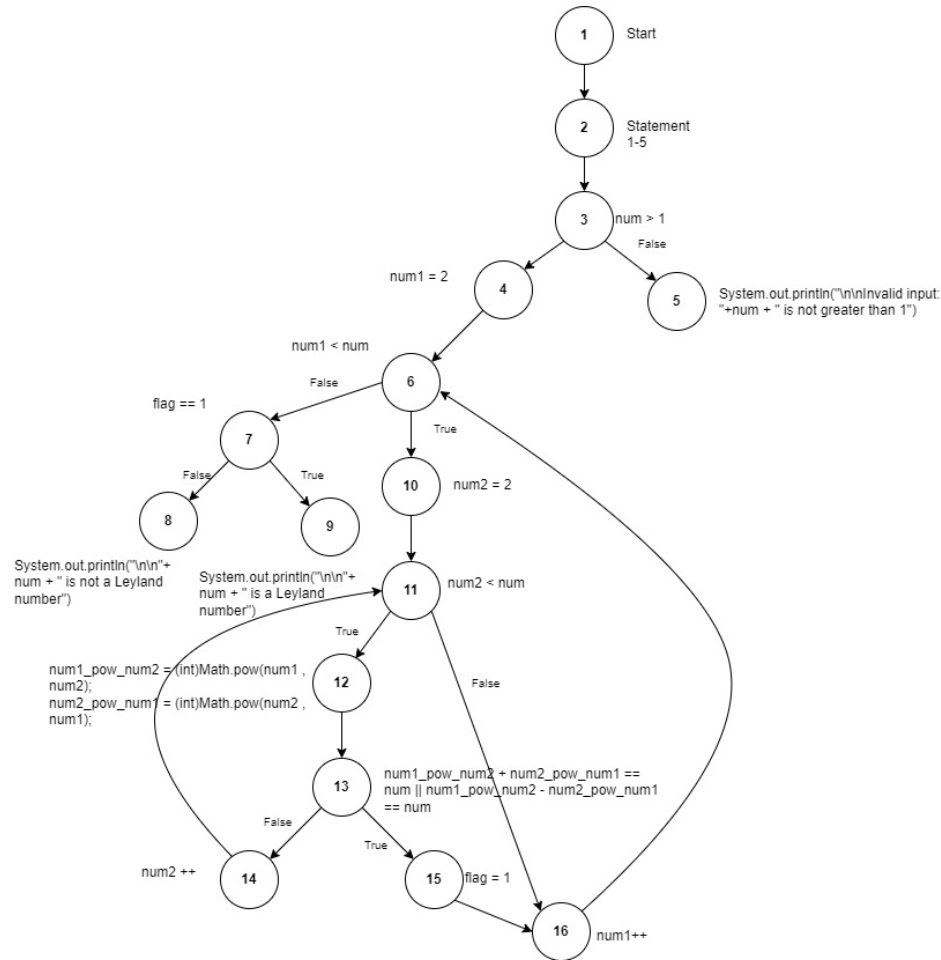 1
Start
2
Statement
1-5
3
num > 1
False
num1 = 2
4
5
System.out.println("\n\nInvalid input:
"+num + " is not greater than 1")
num1 < num
6
False
flag == 1
True
7
False
True
10
num2 = 2
8
9
System.out.println("\n\n"+
num + " is not a Leyland
number")
System.out.println("\n\n"+
num + " is a Leyland
number")
11
num2 < num
True
num1_pow_num2 = (int)Math.pow(num1 ,
num2);
num2_pow_num1 = (int)Math.pow(num2 ,
num1);
12
False
13
num1_pow_num2 + num2_pow_num1 ==
num || num1_pow_num2 - num2_pow_num1
== num
False
True
num2 ++
14
15
flag = 1
16
num1++